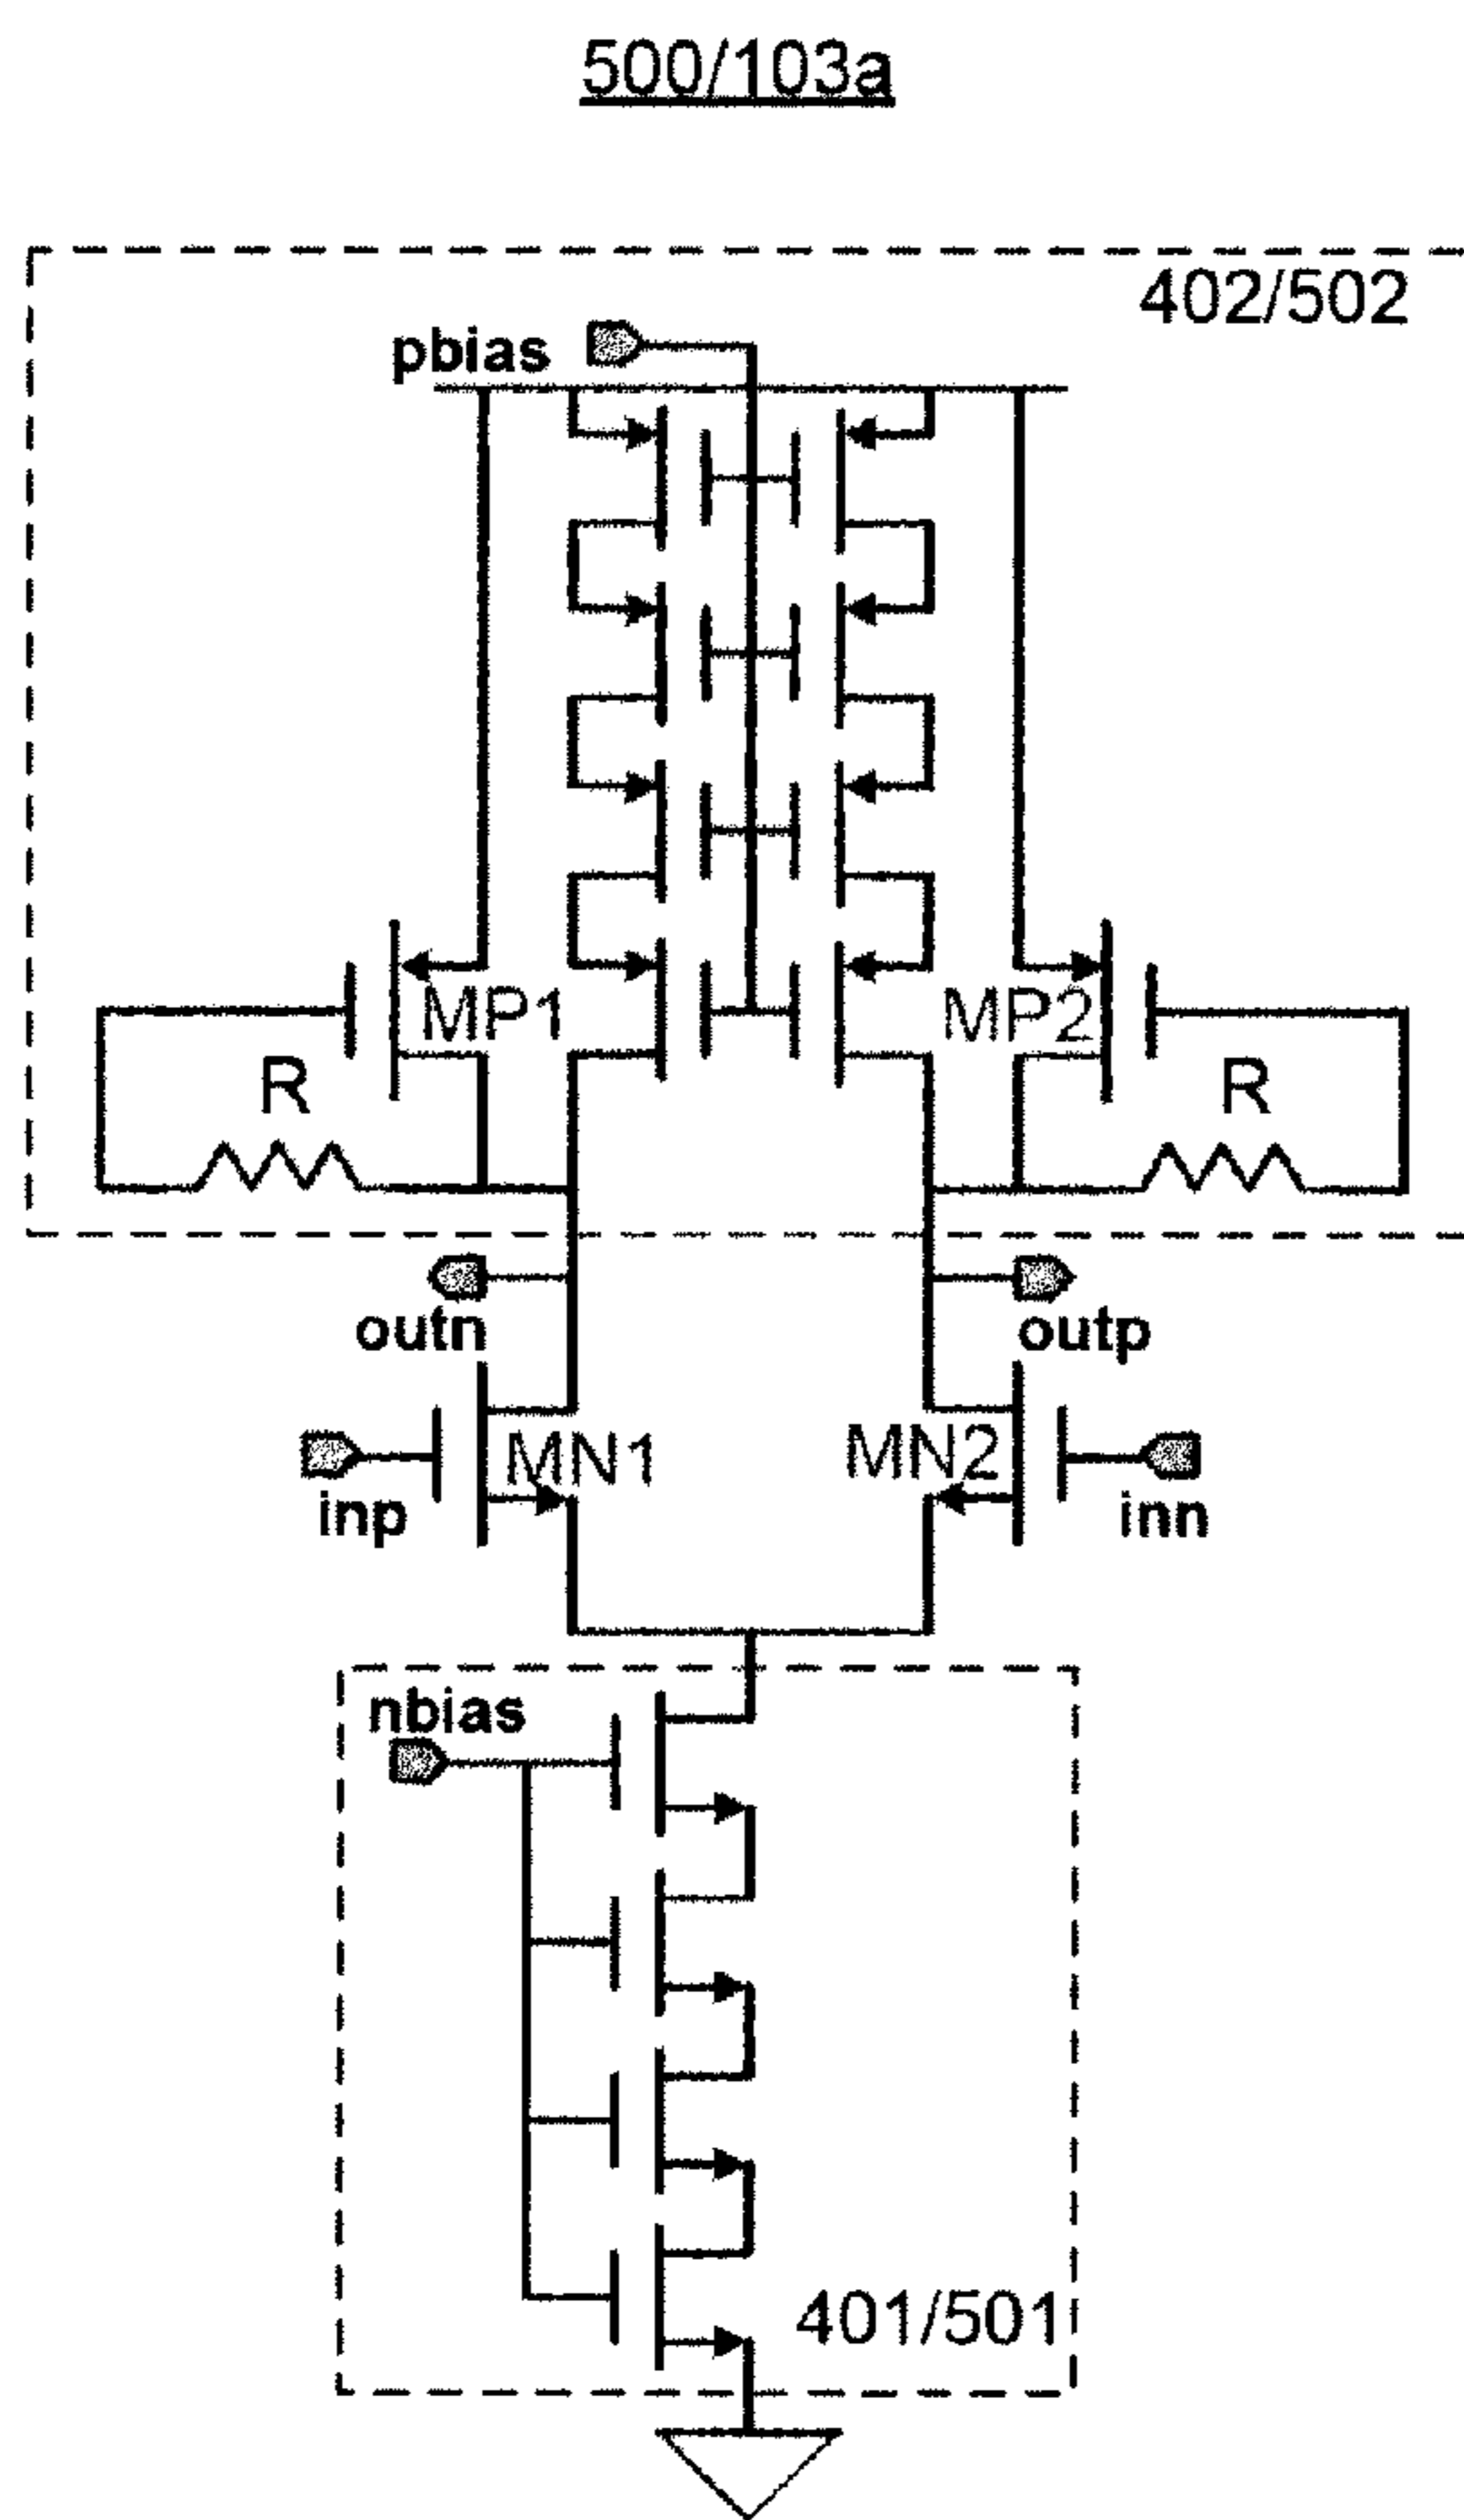 500/103a
402/502
pbias
MP1
MP2
R
R
outn
outp
MN1
MN2
inp
inn
nbias
401/501